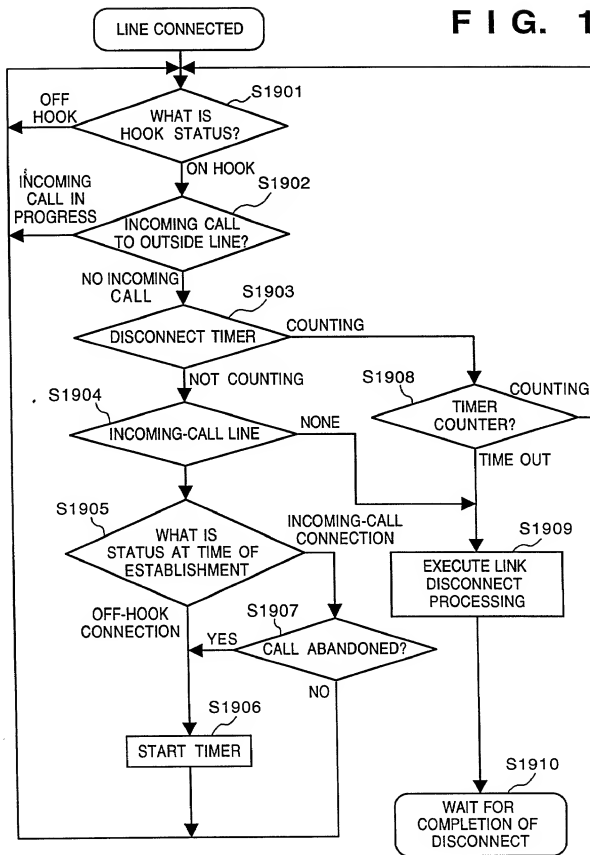 LINE CONNECTED
F I G. 1
S1901
OFF
HOOK
WHAT IS
HOOK STATUS?
ON HOOK
S1902
INCOMING
CALL IN
PROGRESS
INCOMING CALL
TO OUTSIDE LINE?
NO INCOMING
CALL
S1903
DISCONNECT TIMER
COUNTING
NOT COUNTING
S1904
S1908
COUNTING
TIMER
COUNTER?
INCOMING-CALL LINE
NONE
TIME OUT
S1905
WHAT IS
STATUS AT TIME OF
ESTABLISHMENT
INCOMING-CALL
CONNECTION
S1909
EXECUTE LINK
DISCONNECT
PROCESSING
OFF-HOOK
CONNECTION
S1907
YES
CALL ABANDONED?
NO
S1906
START TIMER
S1910
WAIT FOR
COMPLETION OF
DISCONNECT